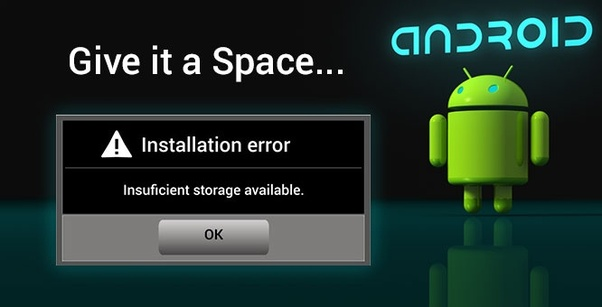 ANDROID
Give it a Space...
Installation error
Insuficient storage available.
OK